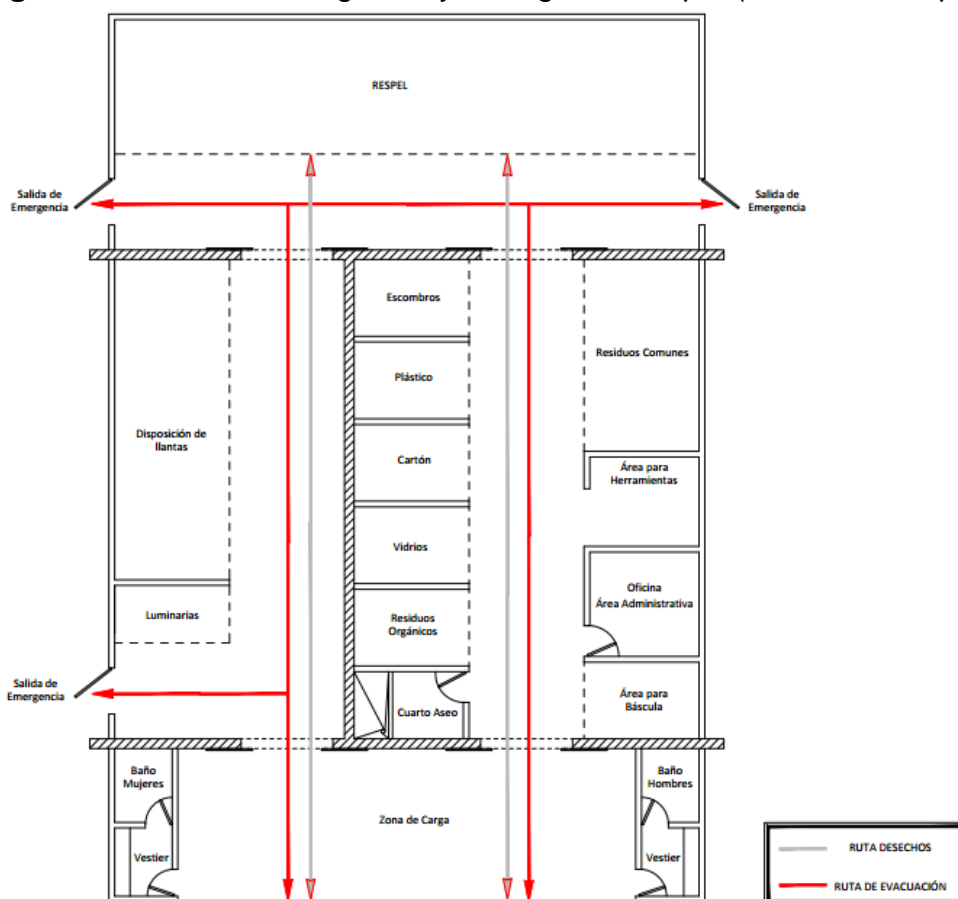 RESPEL
Salida de
Emergencia
Salida de
Emergencia
Escombros
Residuos Comunes
Plástico
Disposición de
llantas
Cartón
Área para
Herramientas
Vidrios
Oficina
Área Administrativa
Luminarias
Residuos
Orgánicos
Salida de
Emergencia
Cuarto Aseo
Área para
Báscula
Baño
Mujeres
Baño
Hombres
Zona de Carga
Vestier
Vestier
RUTA DESECHOS
RUTA DE EVACUACIÓN